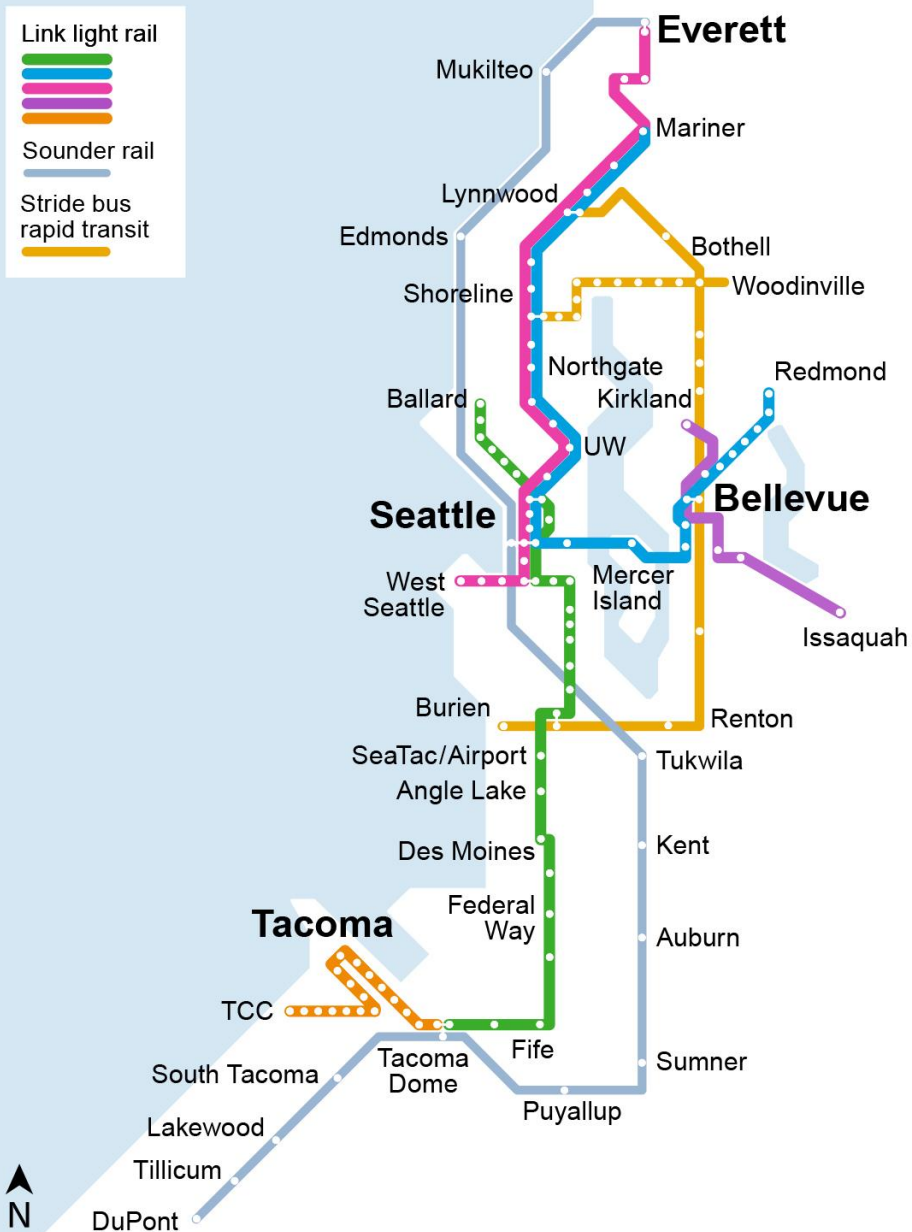 Link light rail
Sounder rail
Stride bus
rapid transit
Everett
Mukilteo
Mariner
Lynnwood
Edmonds
Bothell
Shoreline
Woodinville
Northgate
Redmond
Ballard
Kirkland
UW
Seattle
Bellevue
West
Seattle
Mercer
Island
Issaquah
Burien
Renton
SeaTac/Airport
Tukwila
Angle Lake
Des Moines
Kent
Federal
Way
Tacoma
Auburn
TCC
Fife
Tacoma
Dome
Sumner
South Tacoma
Puyallup
Lakewood
Tillicum
DuPont
N